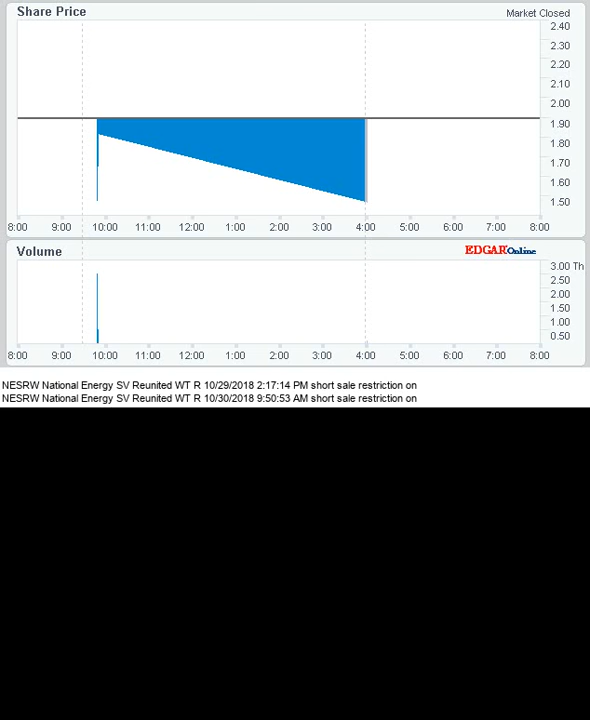 Share Price
Market Closed
2.40
2.30
2.20
2.10
2.00
1.90
1.80
1.70
1.60
1.50
8:00 9:00 10:00 11:00 12:00 1:00 2:00 3:00 4:00 5:00 6:00 7:00 8:00
Volume
EDGAROnline
3.00 Th
2.50
2.00
1.50
1.00
0.50
8:00 9:00 10:00 11:00 12:00 1:00 2:00 3:00 4:00 5:00 6:00 7:00 8:00
NESRW National Energy SV Reunited WT R 10/29/2018 2:17:14 PM short sale restriction on
NESRW National Energy SV Reunited WT R 10/30/2018 9:50:53 AM short sale restriction on